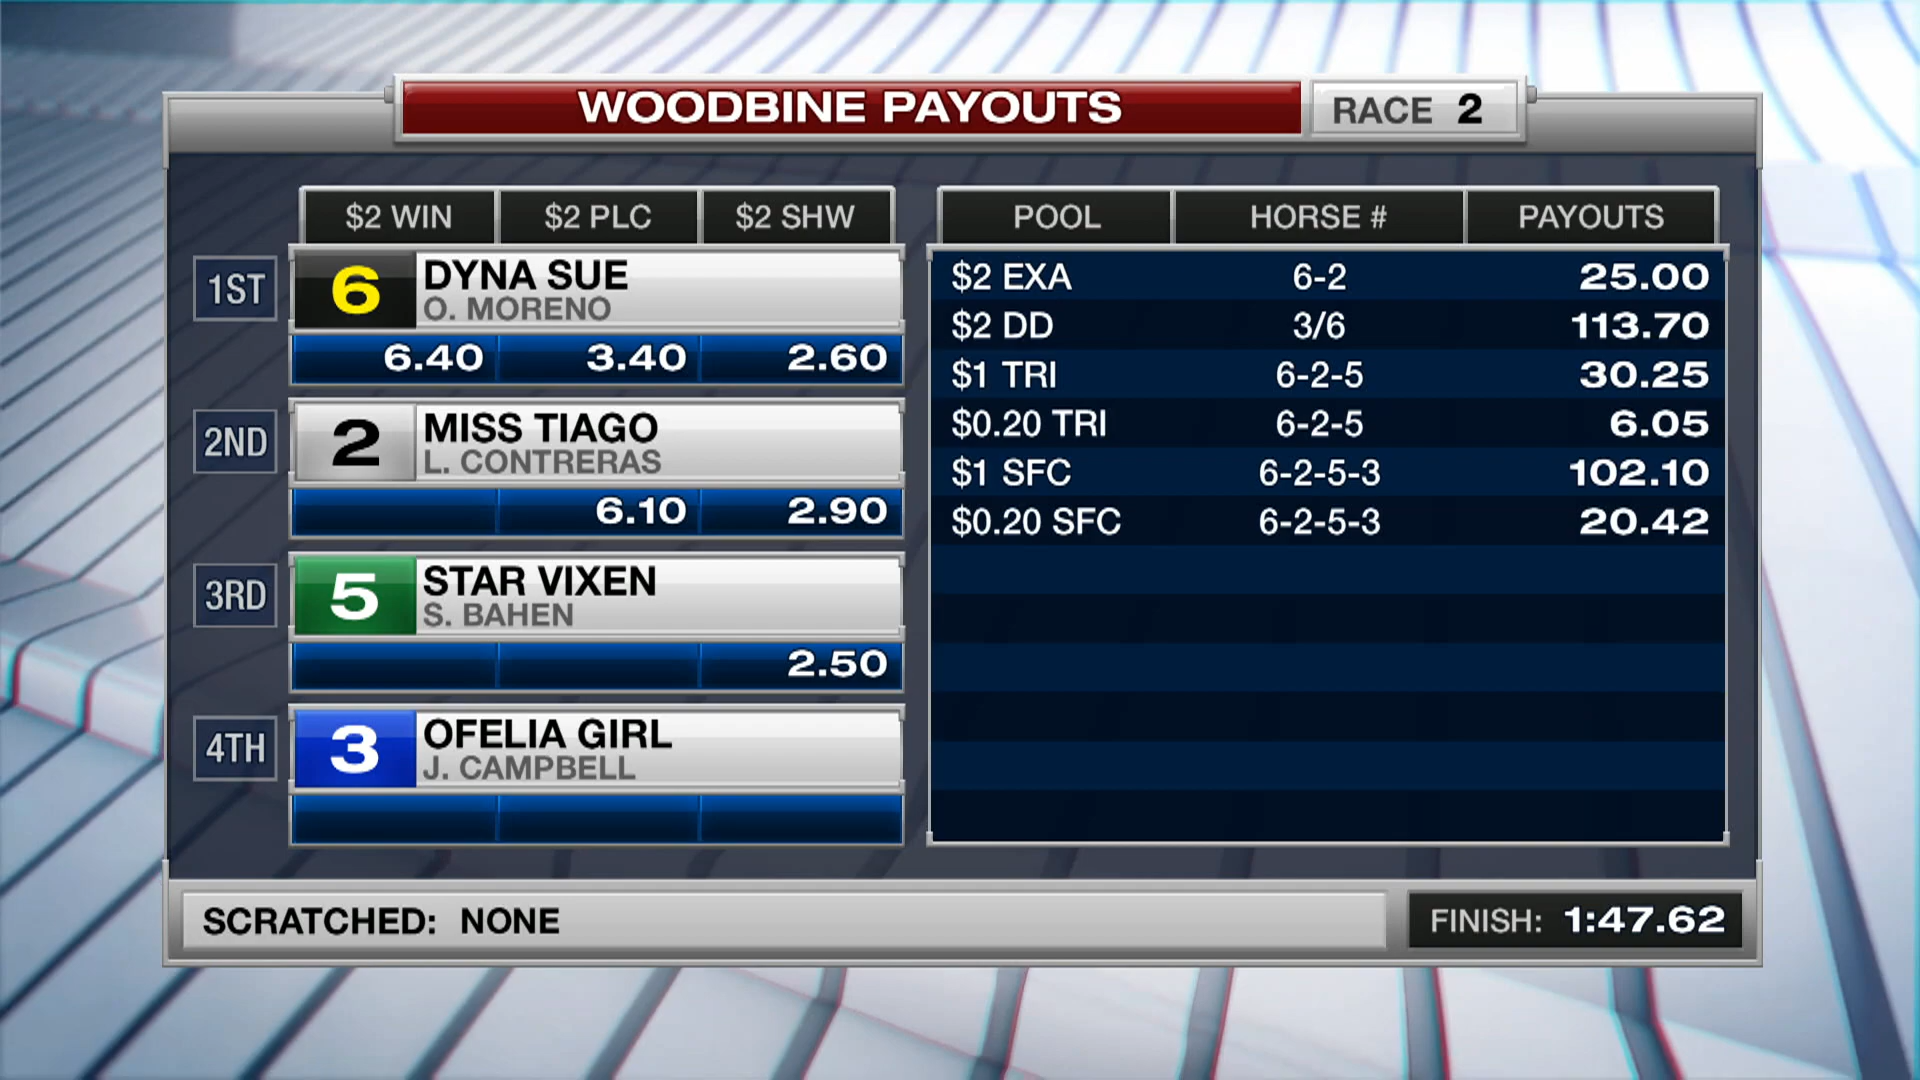 WOODBINE PAYOUTS RACE 2
$2 WIN $2 PLC $2 SHW
1ST 6 DYNA SUE
O. MORENO
6.40 3.40 2.60
2ND 2 MISS TIAGO
L. CONTRERAS
6.10 2.90
3RD 5 STAR VIXEN
S. BAHEN
2.50
4TH 3 OFELIA GIRL
J. CAMPBELL
POOL HORSE # PAYOUTS
$2 EXA 6-2 25.00
$2 DD 3/6 113.70
$1 TRI 6-2-5 30.25
$0.20 TRI 6-2-5 6.05
$1 SFC 6-2-5-3 102.10
$0.20 SFC 6-2-5-3 20.42
SCRATCHED: NONE
FINISH: 1:47.62